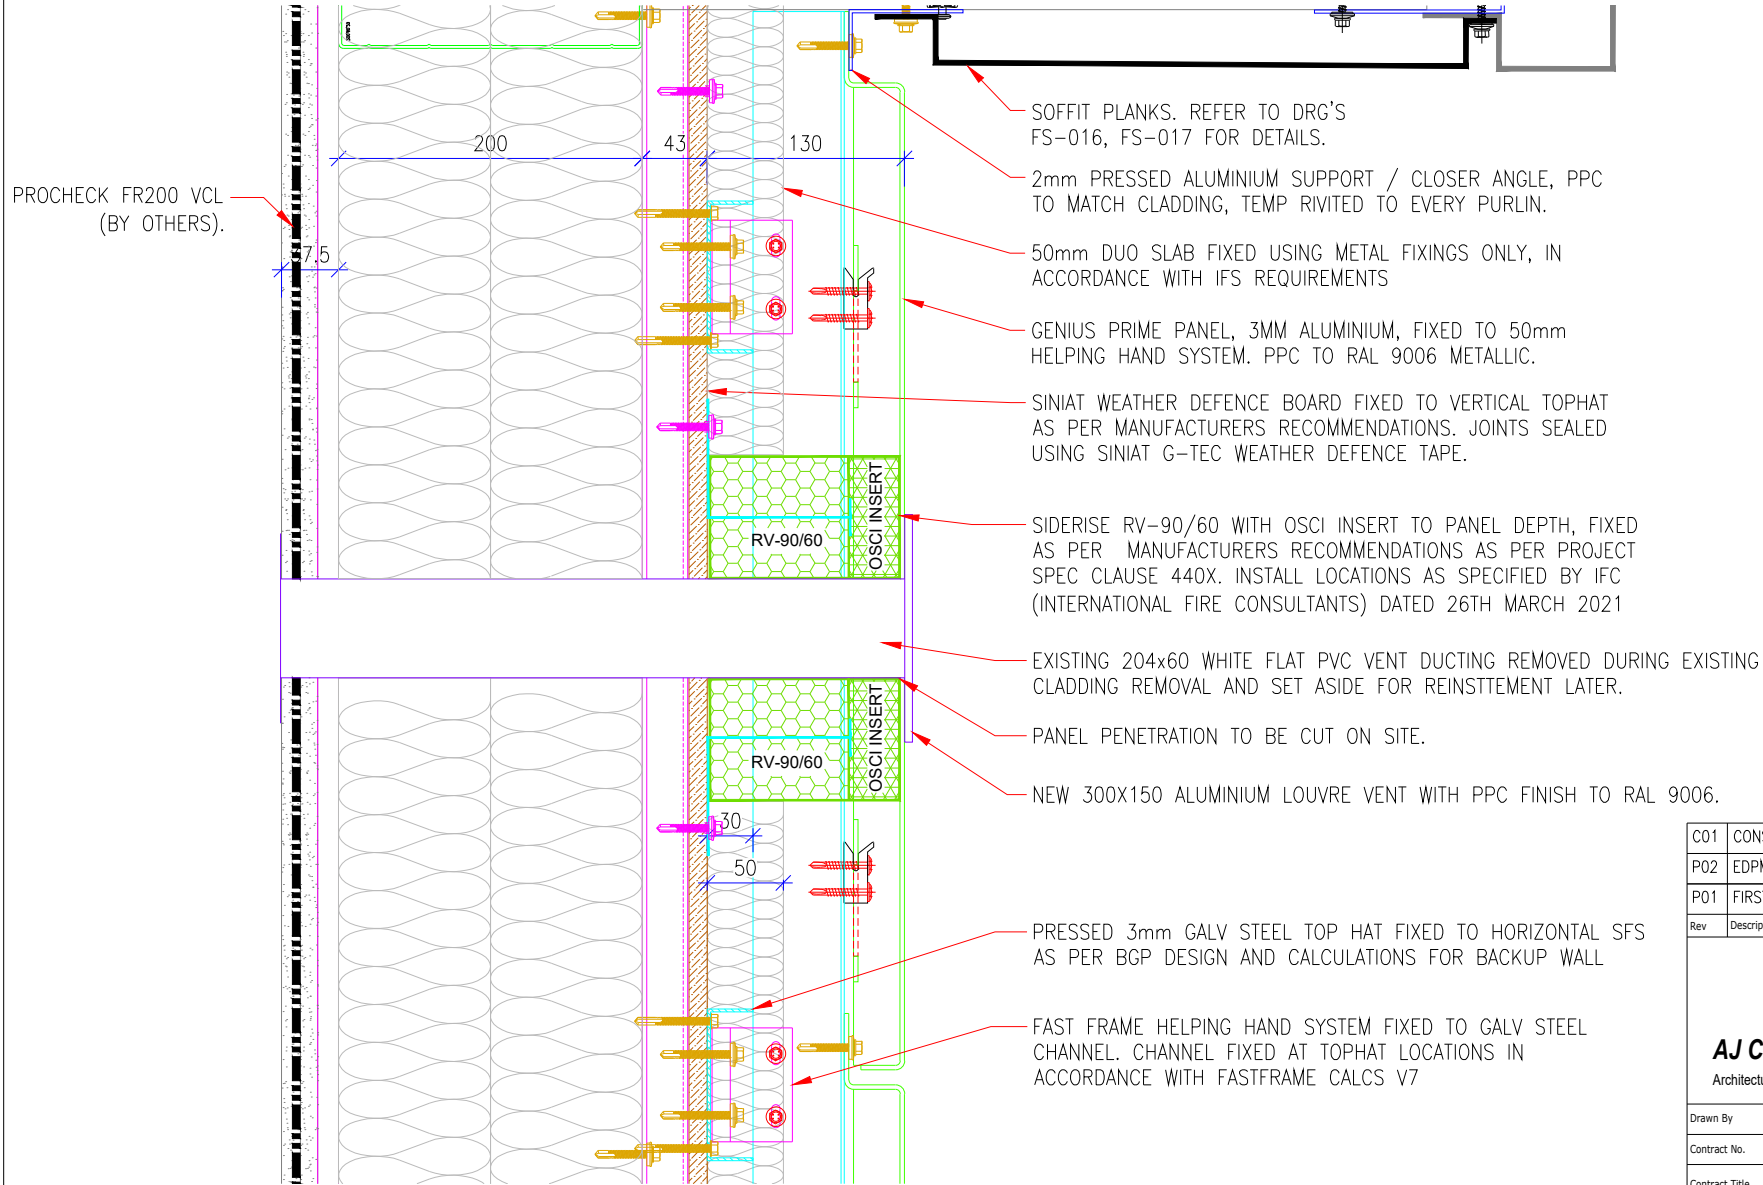 SOFFIT PLANKS. REFER TO DRG'S
FS-016, FS-017 FOR DETAILS.
200
43
130
2mm PRESSED ALUMINIUM SUPPORT / CLOSER ANGLE, PPC
TO MATCH CLADDING, TEMP RIVITED TO EVERY PURLIN.
PROCHECK FR200 VCL
(BY OTHERS).
50mm DUO SLAB FIXED USING METAL FIXINGS ONLY, IN
ACCORDANCE WITH IFS REQUIREMENTS
GENIUS PRIME PANEL, 3MM ALUMINIUM, FIXED TO 50mm
HELPING HAND SYSTEM. PPC TO RAL 9006 METALLIC.
SINIAT WEATHER DEFENCE BOARD FIXED TO VERTICAL TOPHAT
AS PER MANUFACTURERS RECOMMENDATIONS. JOINTS SEALED
USING SINIAT G-TEC WEATHER DEFENCE TAPE.
OSCI INSERT
RV-90/60
SIDERISE RV-90/60 WITH OSCI INSERT TO PANEL DEPTH, FIXED
AS PER MANUFACTURERS RECOMMENDATIONS AS PER PROJECT
SPEC CLAUSE 440X. INSTALL LOCATIONS AS SPECIFIED BY IFC
(INTERNATIONAL FIRE CONSULTANTS) DATED 26TH MARCH 2021
EXISTING 204x60 WHITE FLAT PVC VENT DUCTING REMOVED DURING EXISTING
CLADDING REMOVAL AND SET ASIDE FOR REINSTTEMENT LATER.
OSCI INSERT
RV-90/60
PANEL PENETRATION TO BE CUT ON SITE.
NEW 300X150 ALUMINIUM LOUVRE VENT WITH PPC FINISH TO RAL 9006.
30
50
C01
P02
P01
Rev
PRESSED 3mm GALV STEEL TOP HAT FIXED TO HORIZONTAL SFS
AS PER BGP DESIGN AND CALCULATIONS FOR BACKUP WALL
FAST FRAME HELPING HAND SYSTEM FIXED TO GALV STEEL
CHANNEL. CHANNEL FIXED AT TOPHAT LOCATIONS IN
ACCORDANCE WITH FASTFRAME CALCS V7
AJ
Drawn By
Contract No.
Contract Title